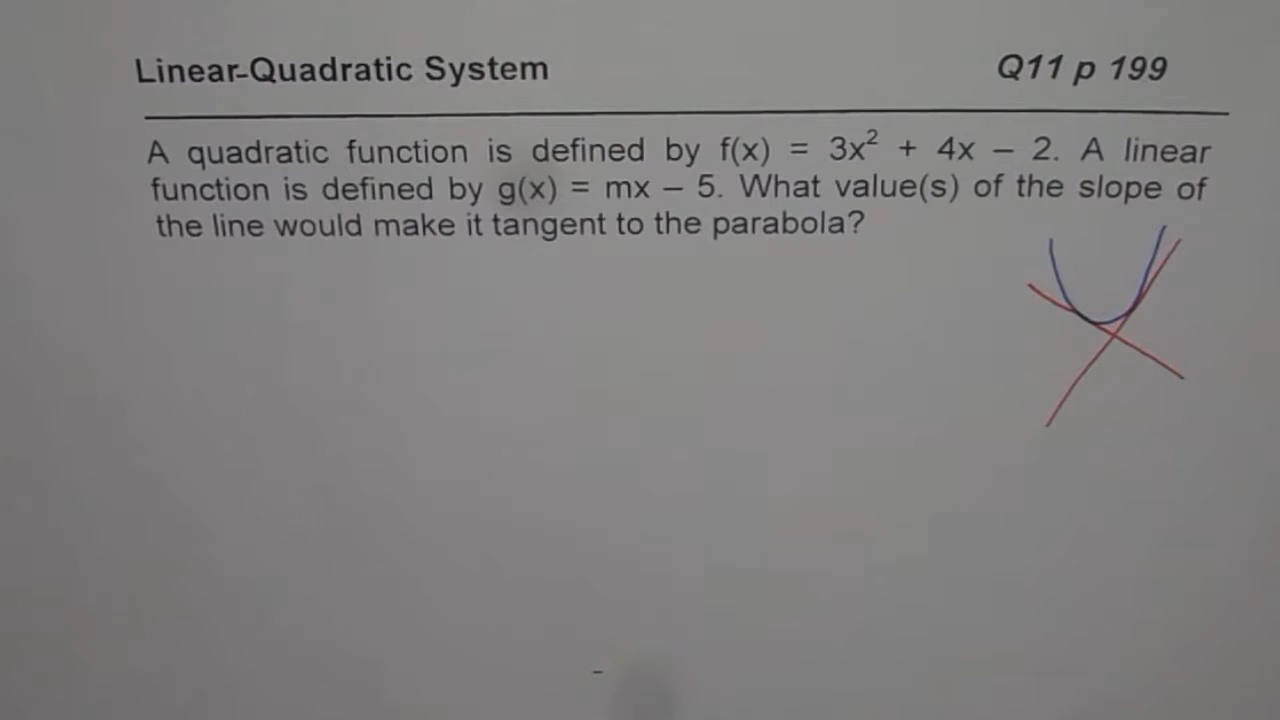 Linear-Quadratic System
Q11 p 199
A quadratic function is defined by f(x) = 3x² + 4x – 2. A linear
function is defined by g(x) = mx – 5. What value(s) of the slope of
the line would make it tangent to the parabola?